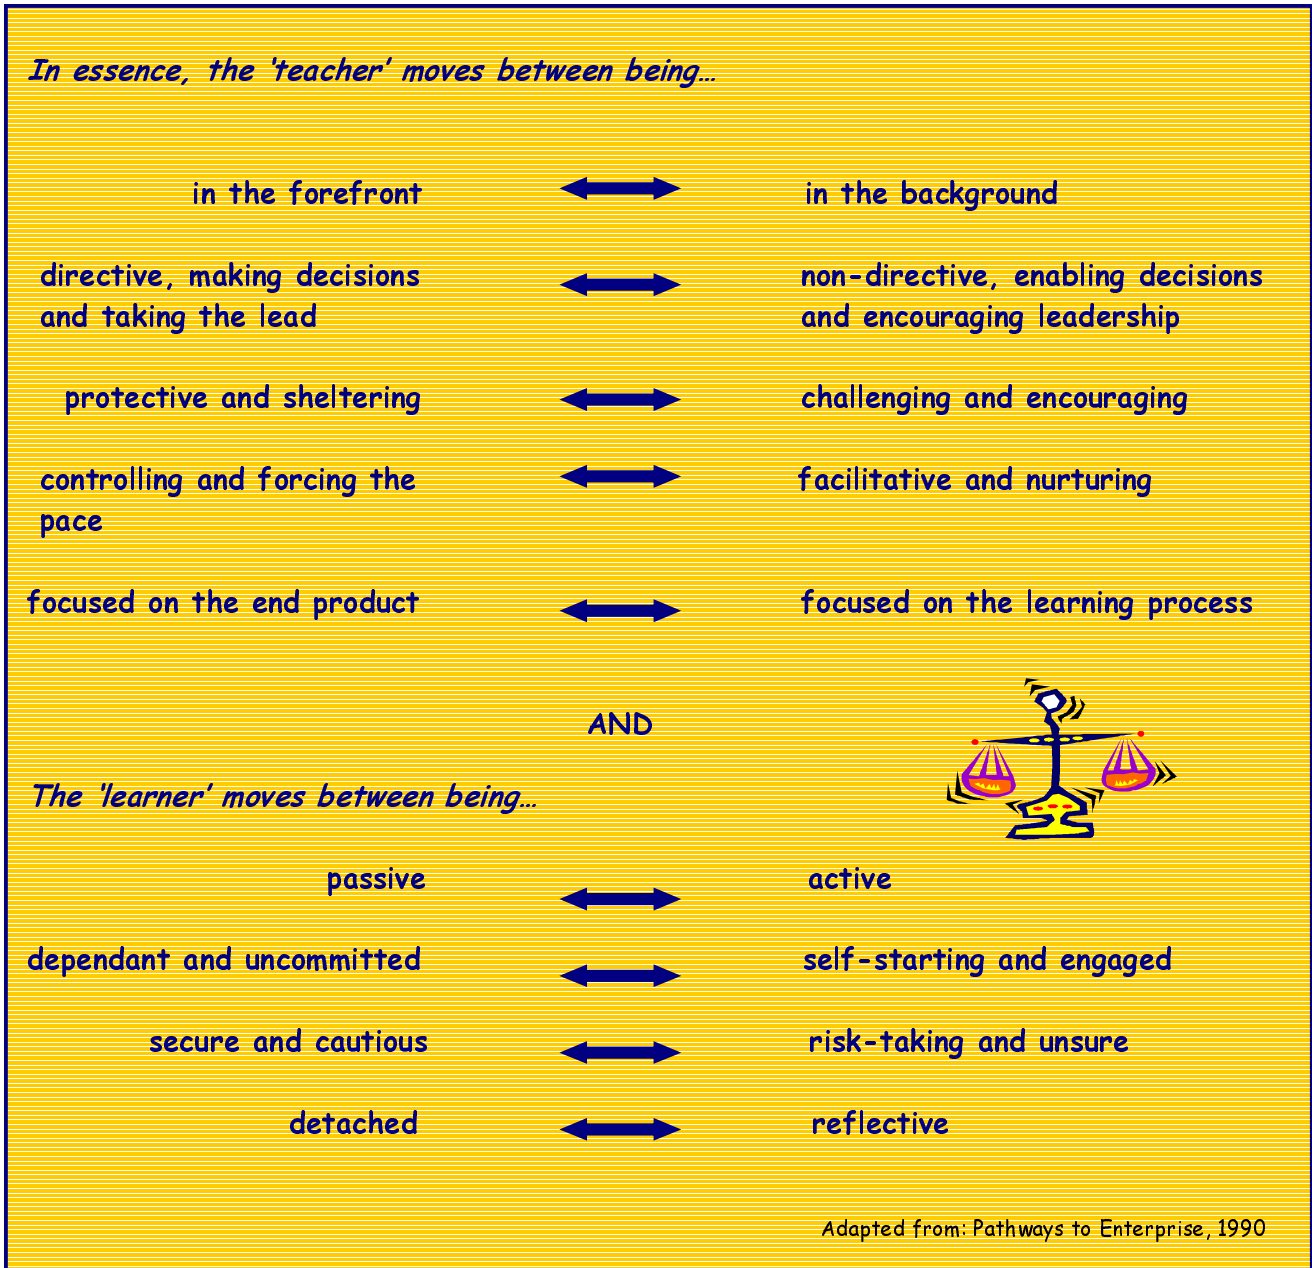 In essence, the ‘teacher’ moves between being…
in the forefront
in the background
directive, making decisions
and taking the lead
non-directive, enabling decisions
and encouraging leadership
protective and sheltering
challenging and encouraging
controlling and forcing the
pace
facilitative and nurturing
focused on the end product
focused on the learning process
AND
The ‘learner’ moves between being…
passive
active
dependant and uncommitted
self-starting and engaged
secure and cautious
risk-taking and unsure
detached
reflective
Adapted from: Pathways to Enterprise, 1990